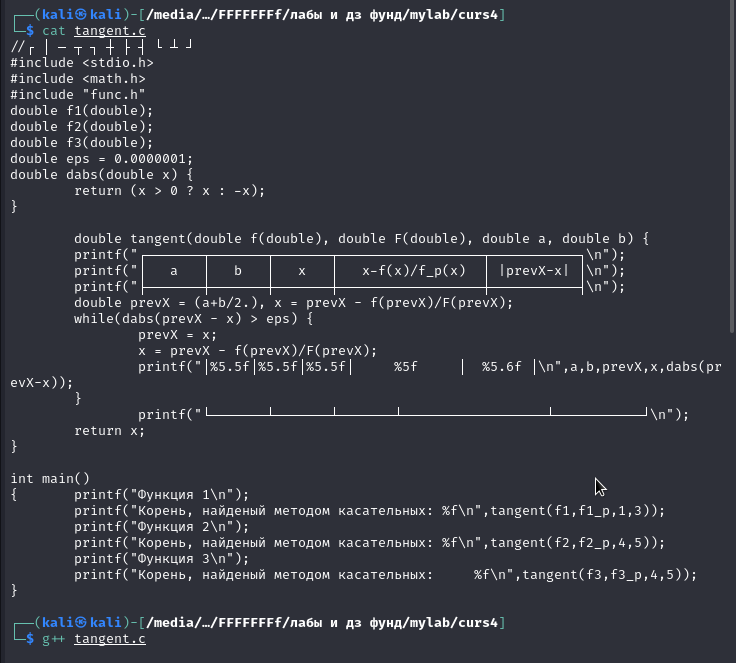 ┌──(kali㉿kali)-[/media/…/FFFFFFFf/лабы и дз фунд/mylab/curs4]
└─$ cat tangent.c
//┌ │ ─ ┬ ┐ ┼ ├ ┤ └ ┴ ┘
#include <stdio.h>
#include <math.h>
#include "func.h"
double f1(double);
double f2(double);
double f3(double);
double eps = 0.0000001;
double dabs(double x) {
        return (x > 0 ? x : -x);
}

        double tangent(double f(double), double F(double), double a, double b) {
        printf("┌───────┬───────┬───────┬──────────────────┬───────────┐\n");
        printf("│   a   │   b   │   x   │   x-f(x)/f_p(x)  │ |prevX-x| │\n");
        printf("├───────┼───────┼───────┼──────────────────┼───────────┤\n");
        double prevX = (a+b/2.), x = prevX - f(prevX)/F(prevX);
        while(dabs(prevX - x) > eps) {
                prevX = x;
                x = prevX - f(prevX)/F(prevX);
                printf("│%5.5f│%5.5f│%5.5f│     %5f     │  %5.6f │\n",a,b,prevX,x,dabs(pr
evX-x));
        }
                printf("└───────┴───────┴───────┴──────────────────┴───────────┘\n");
        return x;
}

int main()
{       printf("Функция 1\n");
        printf("Корень, найденый методом касательных: %f\n",tangent(f1,f1_p,1,3));
        printf("Функция 2\n");
        printf("Корень, найденый методом касательных: %f\n",tangent(f2,f2_p,4,5));
        printf("Функция 3\n");
        printf("Корень, найденый методом касательных:     %f\n",tangent(f3,f3_p,4,5));
}

┌──(kali㉿kali)-[/media/…/FFFFFFFf/лабы и дз фунд/mylab/curs4]
└─$ g++ tangent.c